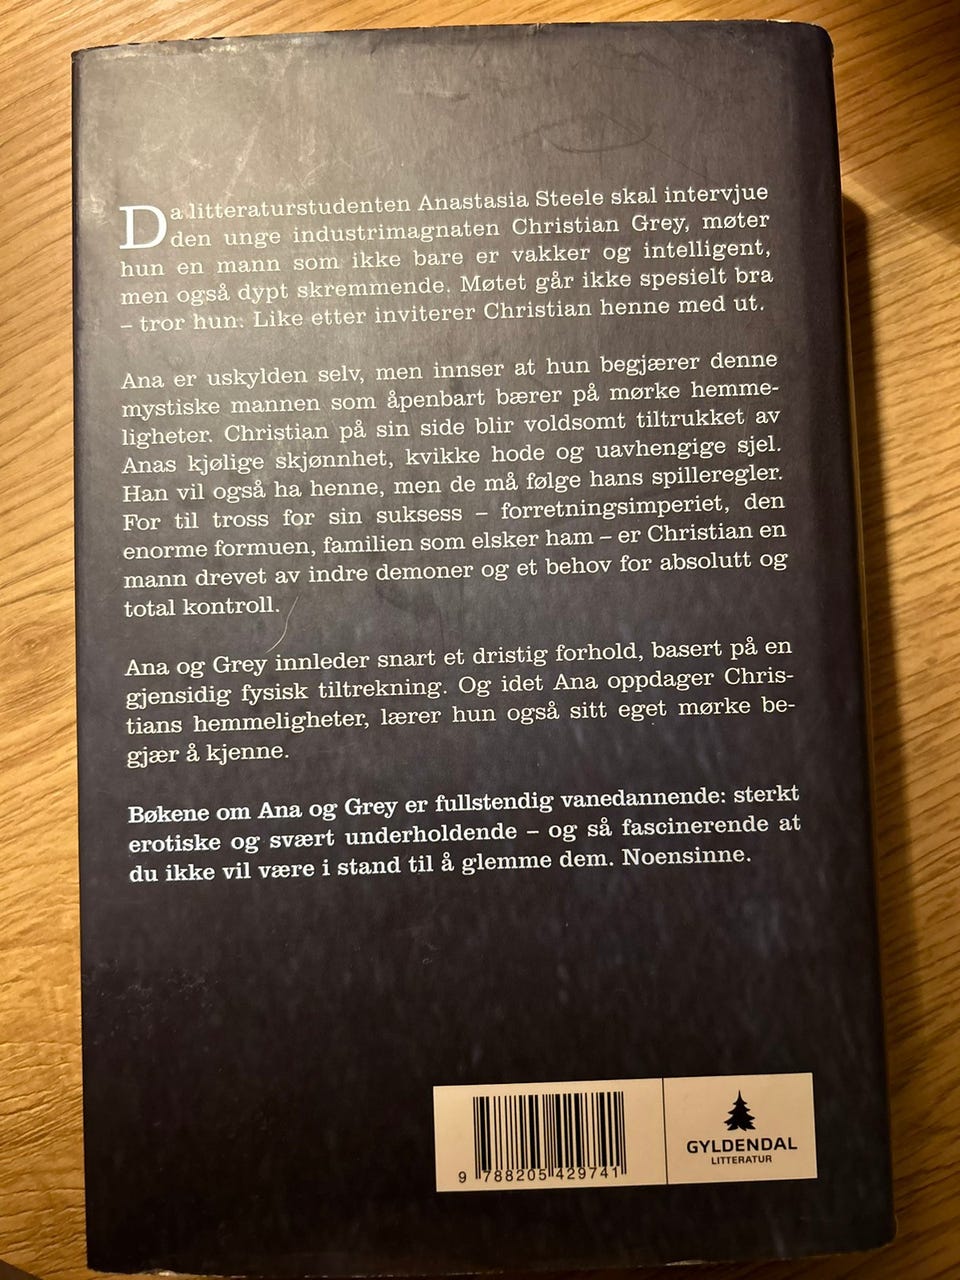 Da litteraturstudenten Anastasia Steele skal intervjue
den unge industrimagnaten Christian Grey, møter
hun en mann som ikke bare er vakker og intelligent,
men også dypt skremmende. Møtet går ikke spesielt bra
– tror hun. Like etter inviterer Christian henne med ut.
Ana er uskylden selv, men innser at hun begjærer denne
mystiske mannen som åpenbart bærer på mørke hemme-
ligheter. Christian på sin side blir voldsomt tiltrukket av
Anas kjølige skjønnhet, kvikke hode og uavhengige sjel.
Han vil også ha henne, men de må følge hans spilleregler.
For til tross for sin suksess – forretningsimperiet, den
enorme formuen, familien som elsker ham – er Christian en
mann drevet av indre demoner og et behov for absolutt og
total kontroll.
Ana og Grey innleder snart et dristig forhold, basert på en
gjensidig fysisk tiltrekning. Og idet Ana oppdager Chris-
tians hemmeligheter, lærer hun også sitt eget mørke be-
gjær å kjenne.
Bøkene om Ana og Grey er fullstendig vanedannende: sterkt
erotiske og svært underholdende – og så fascinerende at
du ikke vil være i stand til å glemme dem. Noensinne.
9 788205 429741
GYLDENDAL
LITTERATUR